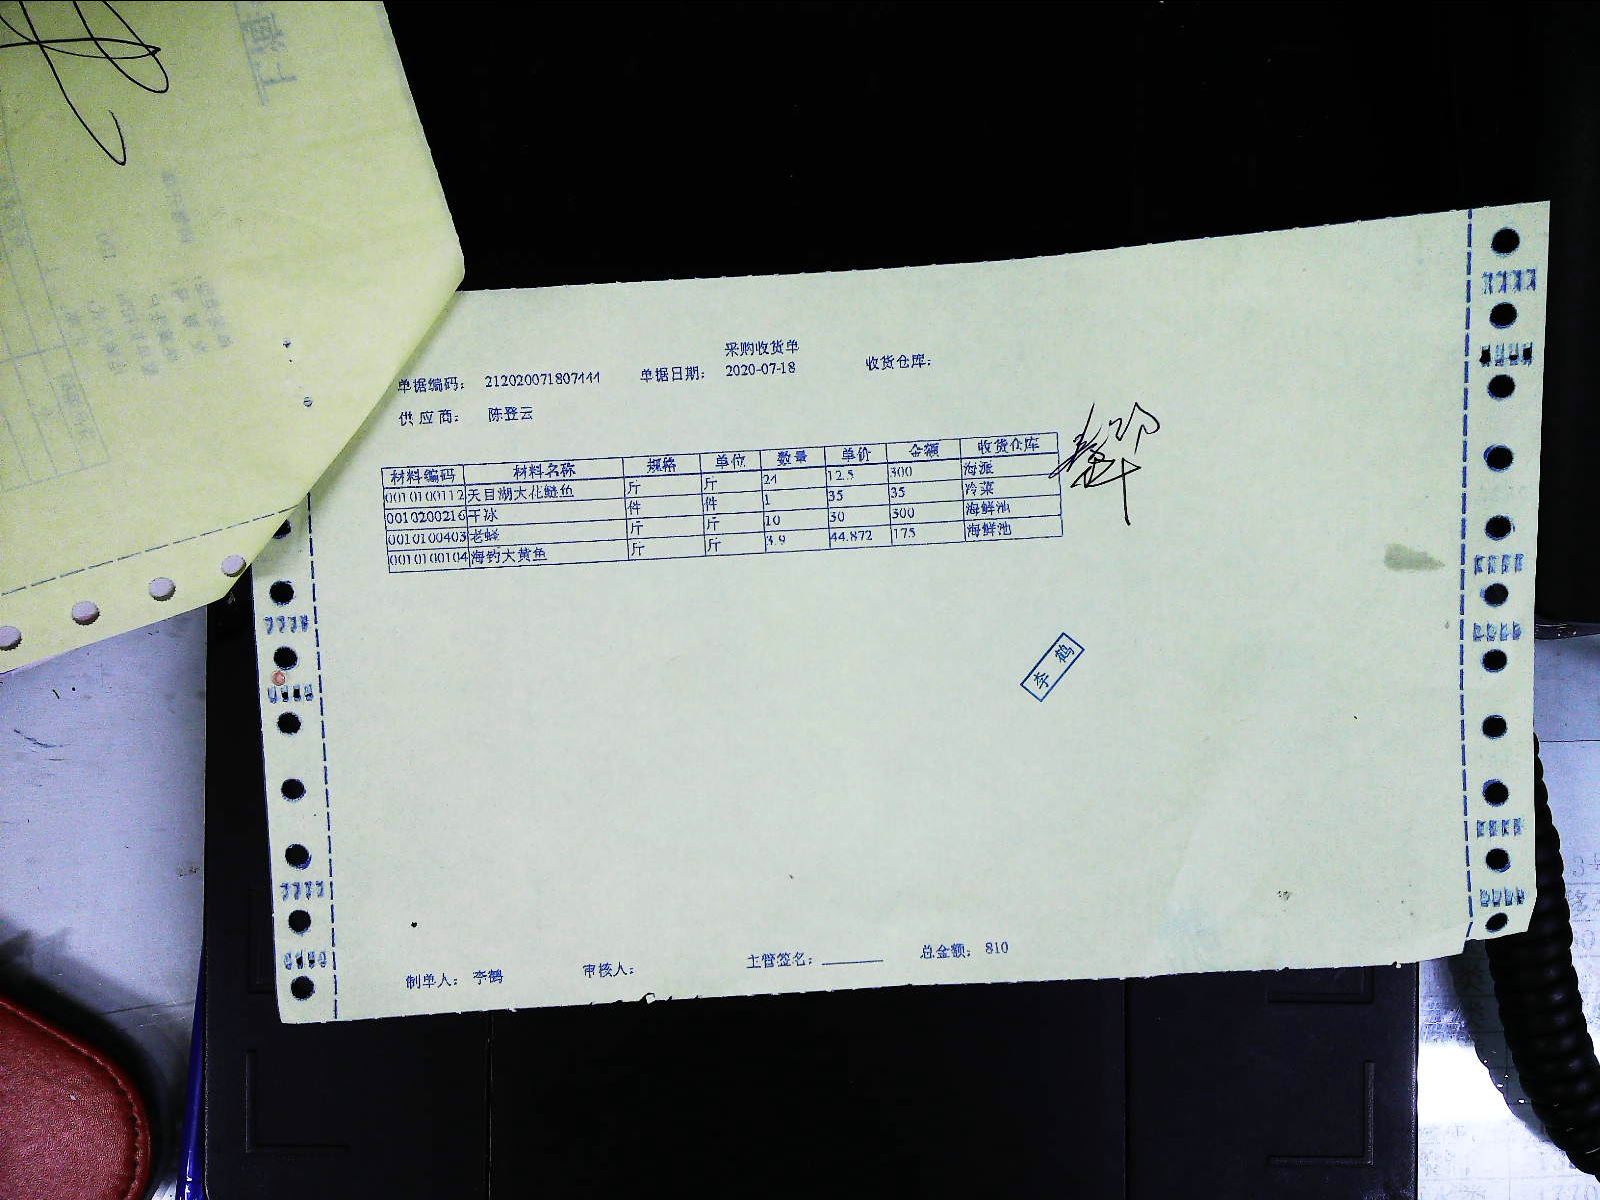 采购收货单
单据编码： 212020071807444 单据日期： 2020-07-18 收货仓库：
供应商： 陈登云
材料编码 材料名称 规格 单位 数量 单价 金额 收货仓库
0010100112 天目湖大花鲢鱼 斤 斤 24 12.5 300 海派
0010200216 干冰 件 件 1 35 35 冷菜
0010100403 老蛏 斤 斤 10 30 300 海鲜池
0010100104 海钓大黄鱼 斤 斤 3.9 44.872 175 海鲜池
李鹤
制单人： 李鹤 审核人： 主管签名： 总金额： 810